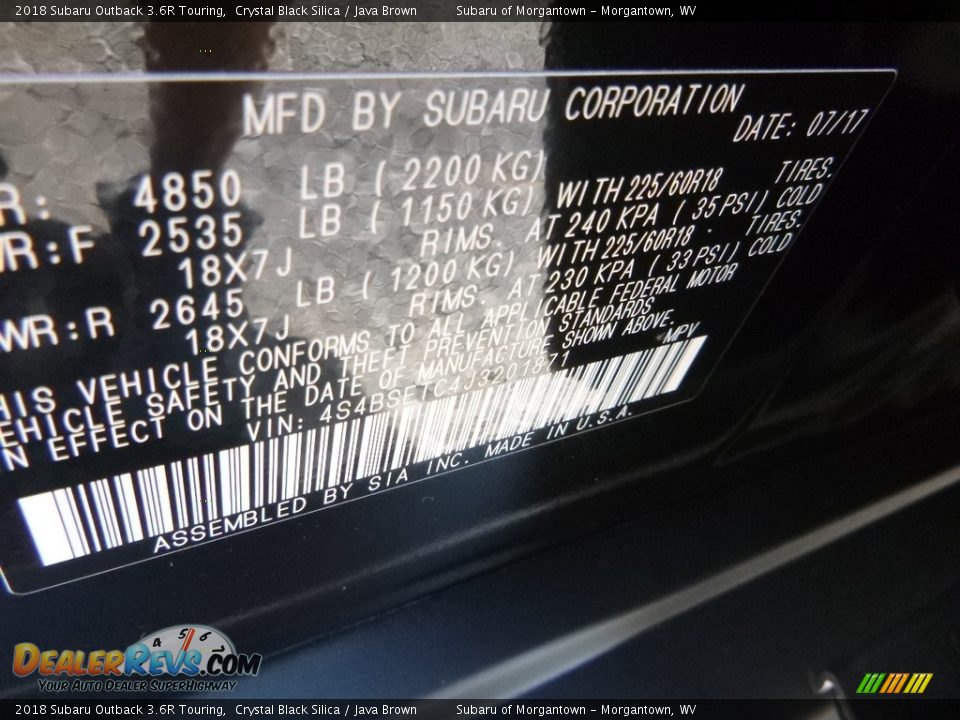 2018 Subaru Outback 3.6R Touring, Crystal Black Silica / Java Brown Subaru of Morgantown - Morgantown, WV
MFD BY SUBARU CORPORATION
DATE: 07/17
R: 4850 LB ( 2200 KG)
WR:F 2535 LB ( 1150 KG) WITH 225/60R18 TIRES.
18X7J RIMS. AT 240 KPA ( 35PSI) COLD
WR:R 2645 LB ( 1200 KG) WITH 225/60R18 TIRES.
18X7J RIMS. AT 230 KPA ( 33 PSI) COLD
HIS VEHICLE CONFORMS TO ALL APPLICABLE FEDERAL MOTOR
EHICLE SAFETY AND THEFT PREVENTION STANDARDS
N EFFECT ON THE DATE OF MANUFACTURE SHOWN ABOVE.
VIN: MPV
ASSEMBLED BY SIA INC. MADE IN U.S.A.
4 5 6
DEALERREVS.COM
YOUR AUTO DEALER SUPERHIGHWAY
2018 Subaru Outback 3.6R Touring, Crystal Black Silica / Java Brown Subaru of Morgantown - Morgantown, WV